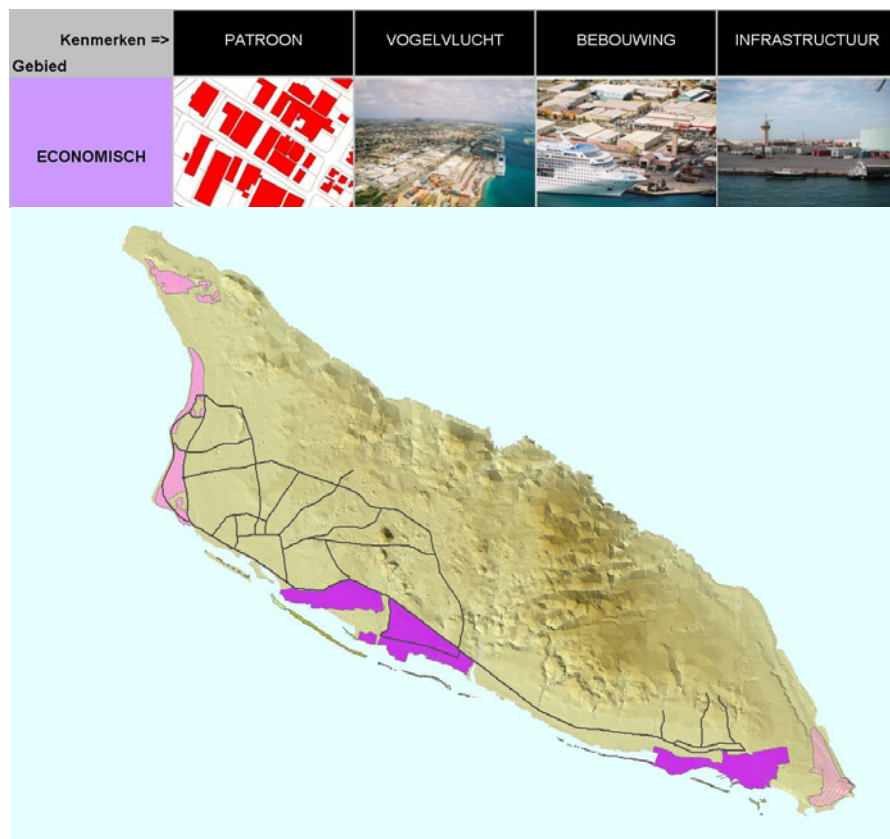 Kenmerken =>
Gebied
PATROON
VOGELVLUCHT
BEBOUWING
INFRASTRUCTUUR
ECONOMISCH